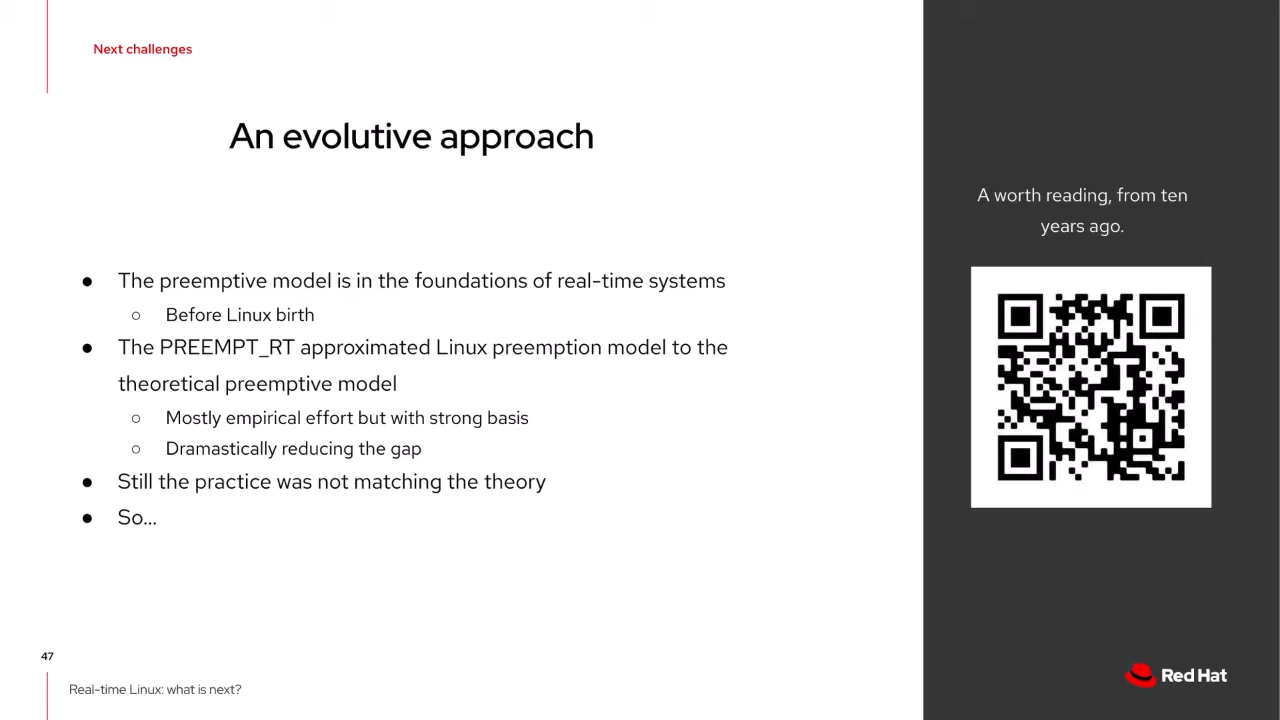 Next challenges
An evolutive approach
● The preemptive model is in the foundations of real-time systems
○ Before Linux birth
● The PREEMPT_RT approximated Linux preemption model to the
theoretical preemptive model
○ Mostly empirical effort but with strong basis
○ Dramastically reducing the gap
● Still the practice was not matching the theory
● So...
A worth reading, from ten
years ago.
47
Real-time Linux: what is next?
Red Hat